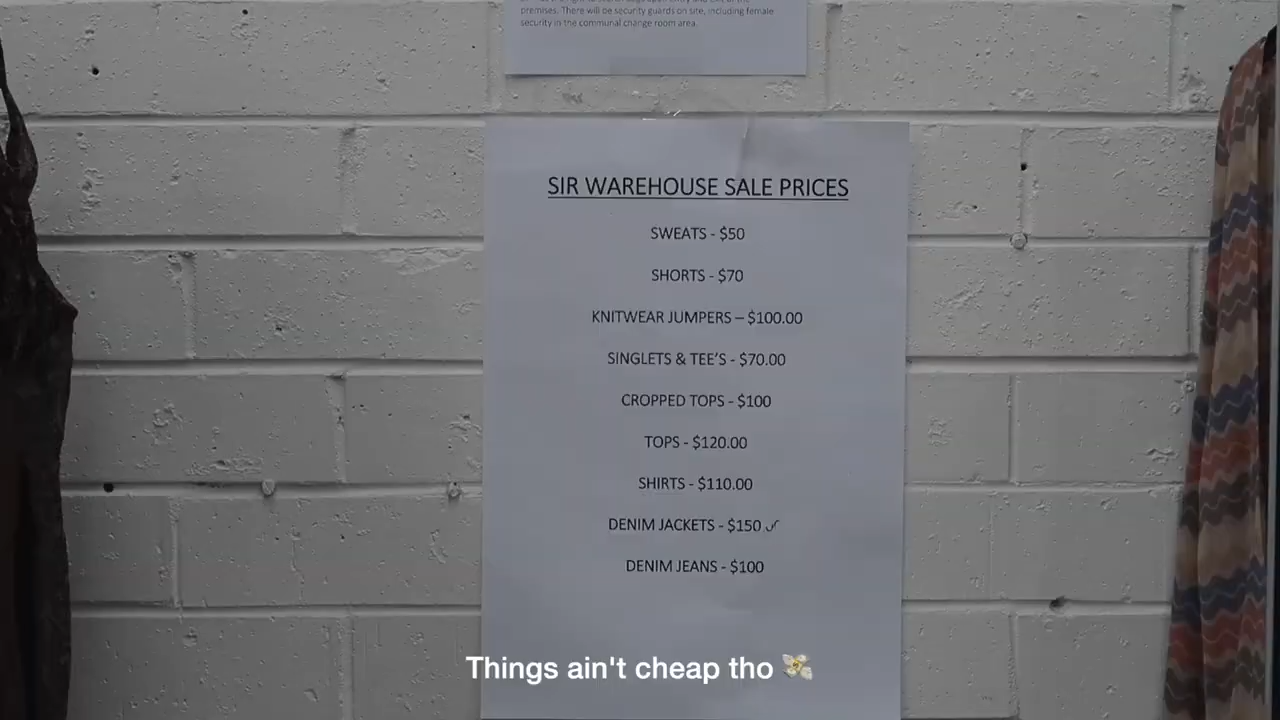 premises. There will be security guards on site, including female
security in the communal change room area.
SIR WAREHOUSE SALE PRICES
SWEATS - $50
SHORTS - $70
KNITWEAR JUMPERS – $100.00
SINGLETS & TEE'S - $70.00
CROPPED TOPS - $100
TOPS - $120.00
SHIRTS - $110.00
DENIM JACKETS - $150
DENIM JEANS - $100
Things ain't cheap tho 💸